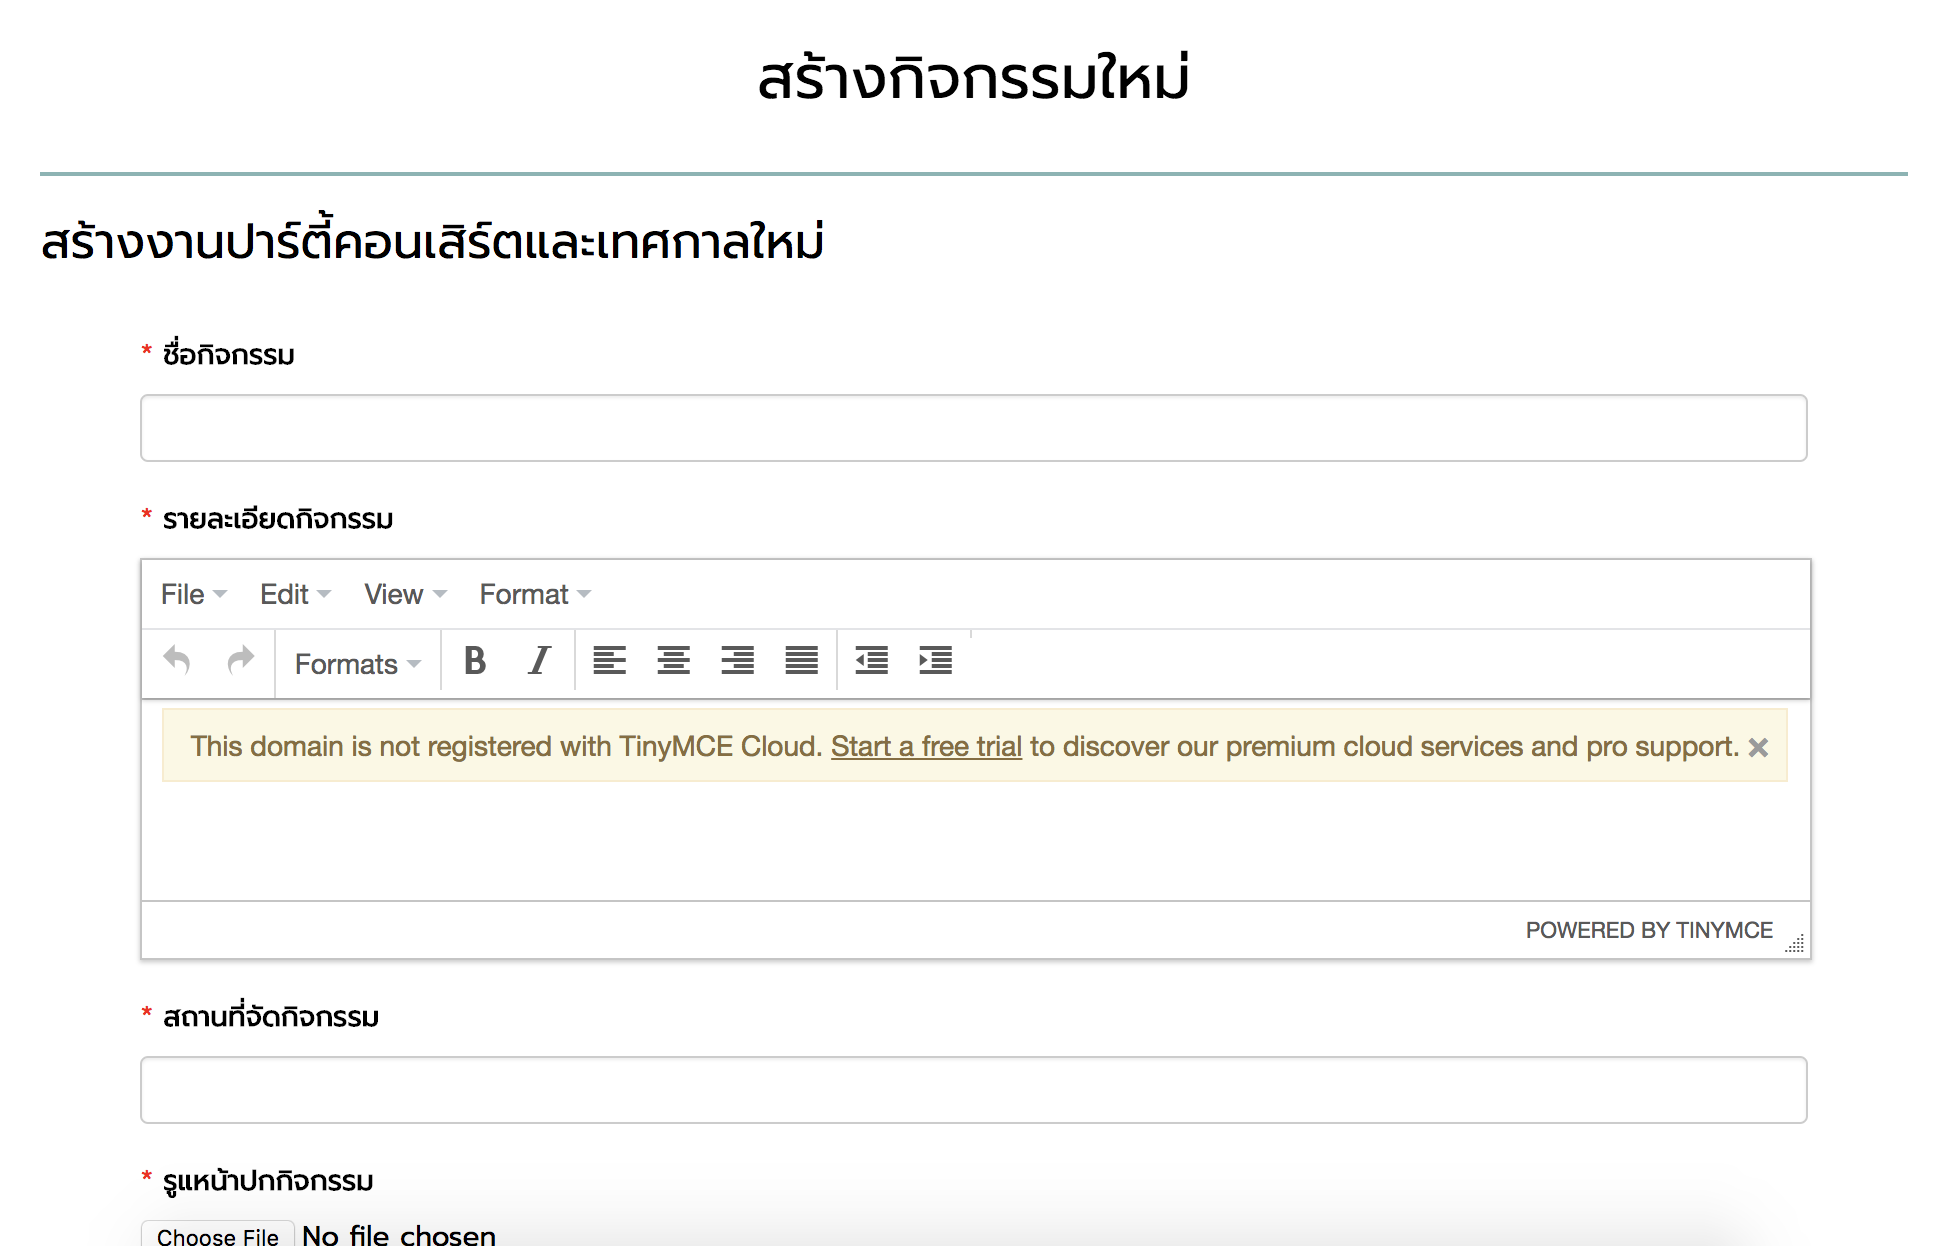 สร้างกิจกรรมใหม่
สร้างงานปาร์ตี้คอนเสิร์ตและเทศกาลใหม่
* ชื่อกิจกรรม
* รายละเอียดกิจกรรม
File Edit View Format
Formats B I
This domain is not registered with TinyMCE Cloud. Start a free trial to discover our premium cloud services and pro support. ×
POWERED BY TINYMCE
* สถานที่จัดกิจกรรม
* รูแหน้าปกกิจกรรม
Choose File No file chosen